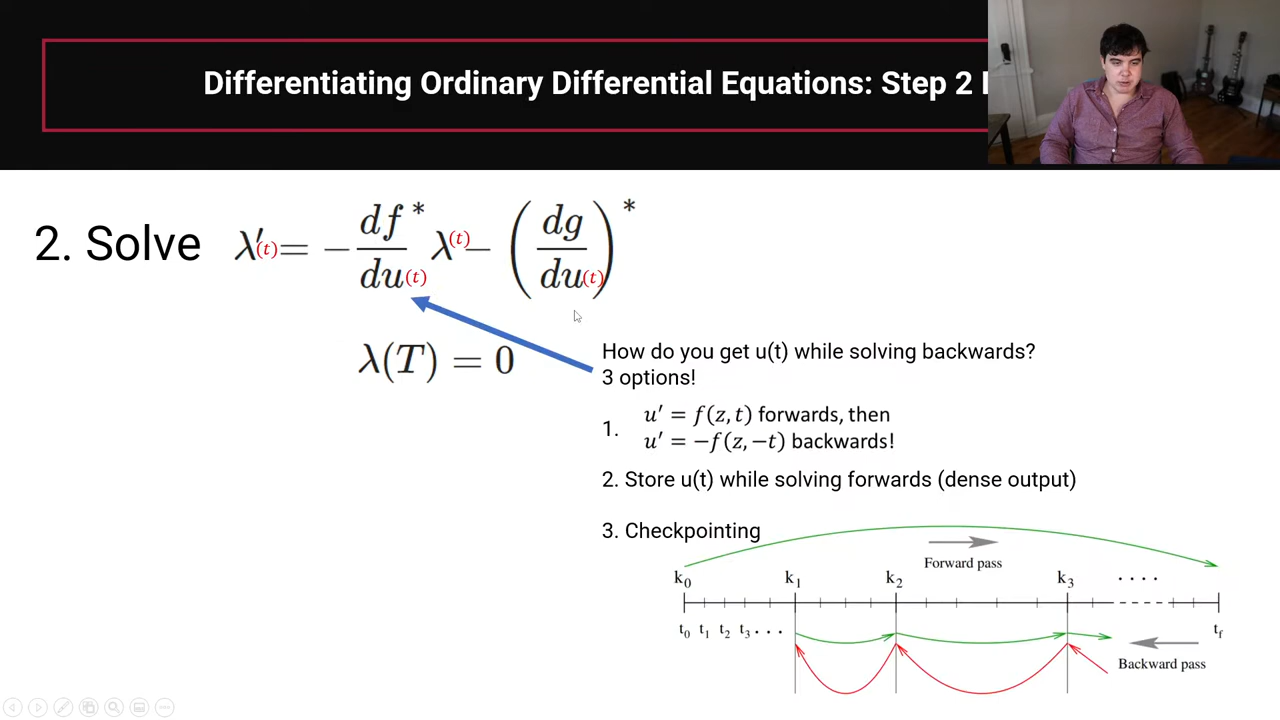 Differentiating Ordinary Differential Equations: Step 2
2. Solve λ′(t) = − df/du(t)* λ(t) − (dg/du(t))*
λ(T) = 0
How do you get u(t) while solving backwards?
3 options!
1. u′ = f(z, t) forwards, then
u′ = −f(z, −t) backwards!
2. Store u(t) while solving forwards (dense output)
3. Checkpointing
Forward pass
k₀ k₁ k₂ k₃ ....
t₀ t₁ t₂ t₃ ... t_f
Backward pass